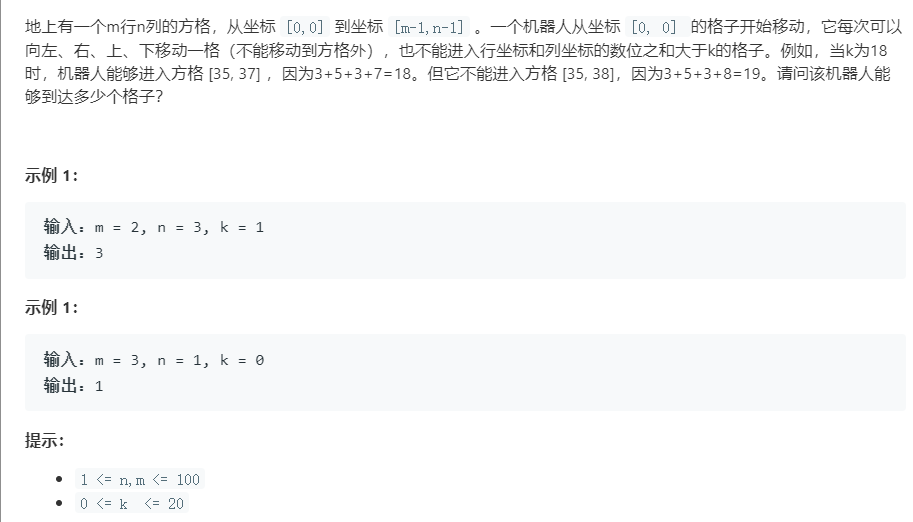 地上有一个m行n列的方格，从坐标 [0,0] 到坐标 [m-1,n-1] 。一个机器人从坐标 [0, 0] 的格子开始移动，它每次可以
向左、右、上、下移动一格（不能移动到方格外），也不能进入行坐标和列坐标的数位之和大于k的格子。例如，当k为18
时，机器人能够进入方格 [35, 37] ，因为3+5+3+7=18。但它不能进入方格 [35, 38]，因为3+5+3+8=19。请问该机器人能
够到达多少个格子？
示例 1：
输入：m = 2, n = 3, k = 1
输出：3
示例 1：
输入：m = 3, n = 1, k = 0
输出：1
提示：
• 1 <= n,m <= 100
• 0 <= k  <= 20